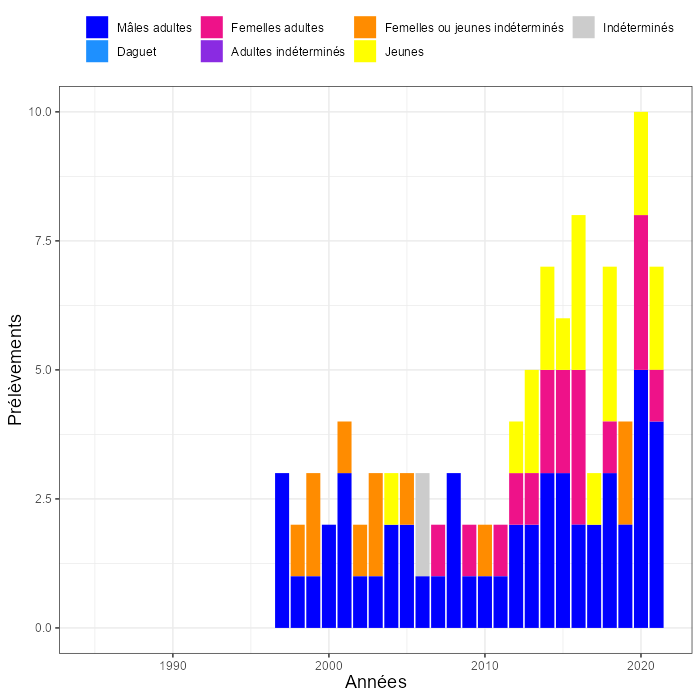 Mâles adultes Femelles adultes Femelles ou jeunes indéterminés Indéterminés
Daguet Adultes indéterminés Jeunes
10.0
7.5
5.0
2.5
0.0
Prélèvements
1990 2000 2010 2020
Années